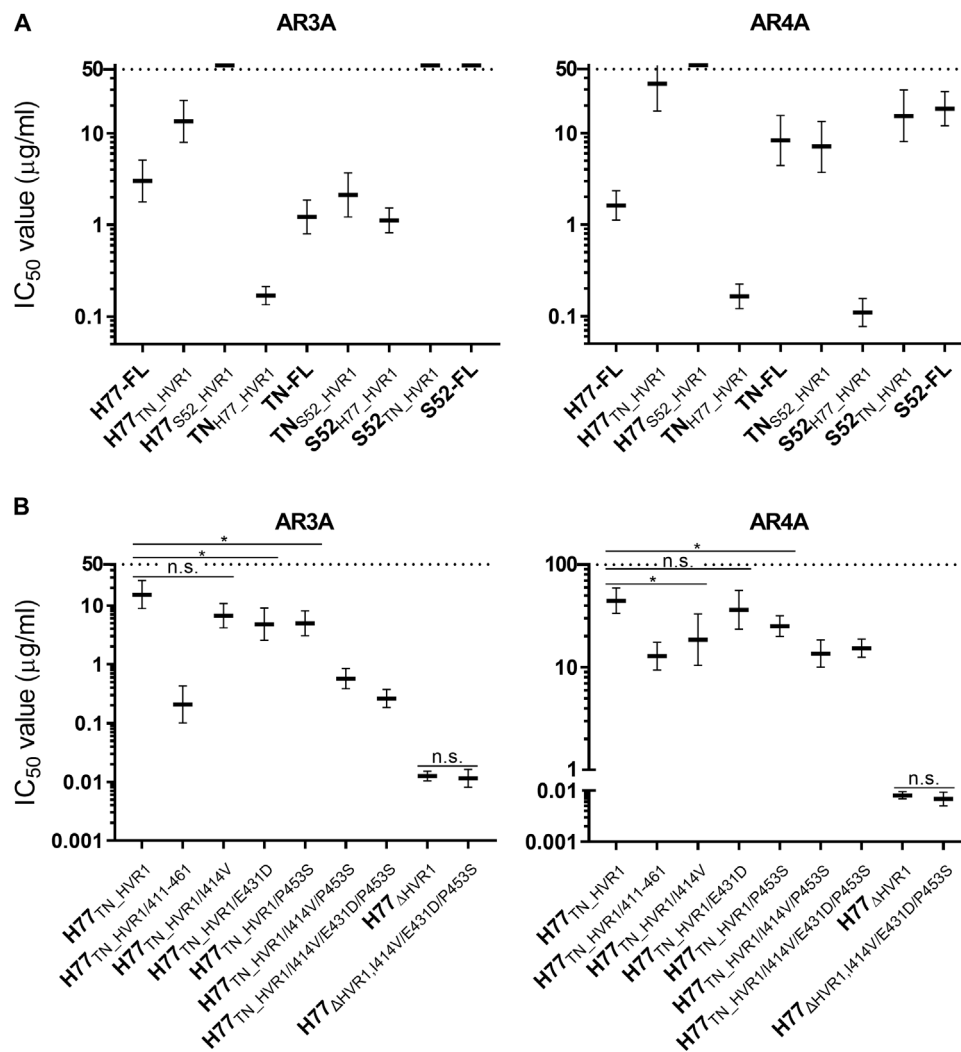 A
AR3A
AR4A
IC50 value (µg/ml)
50
10
1
0.1
50
10
1
0.1
H77-FL
H77TN_HVR1
H77S52_HVR1
TNH77_HVR1
TN-FL
TNS52_HVR1
S52H77_HVR1
S52TN_HVR1
S52-FL
H77-FL
H77TN_HVR1
H77S52_HVR1
TNH77_HVR1
TN-FL
TNS52_HVR1
S52H77_HVR1
S52TN_HVR1
S52-FL
B
AR3A
AR4A
IC50 value (µg/ml)
*
*
n.s.
n.s.
50
10
1
0.1
0.01
0.001
*
n.s.
*
n.s.
100
10
1
0.01
0.001
H77TN_HVR1
H77TN_HVR1/411-461
H77TN_HVR1/I414V
H77TN_HVR1/E431D
H77TN_HVR1/P453S
H77TN_HVR1/I414V/P453S
H77TN_HVR1/I414V/E431D/P453S
H77ΔHVR1
H77ΔHVR1,I414V/E431D/P453S
H77TN_HVR1
H77TN_HVR1/411-461
H77TN_HVR1/I414V
H77TN_HVR1/E431D
H77TN_HVR1/P453S
H77TN_HVR1/I414V/P453S
H77TN_HVR1/I414V/E431D/P453S
H77ΔHVR1
H77ΔHVR1,I414V/E431D/P453S